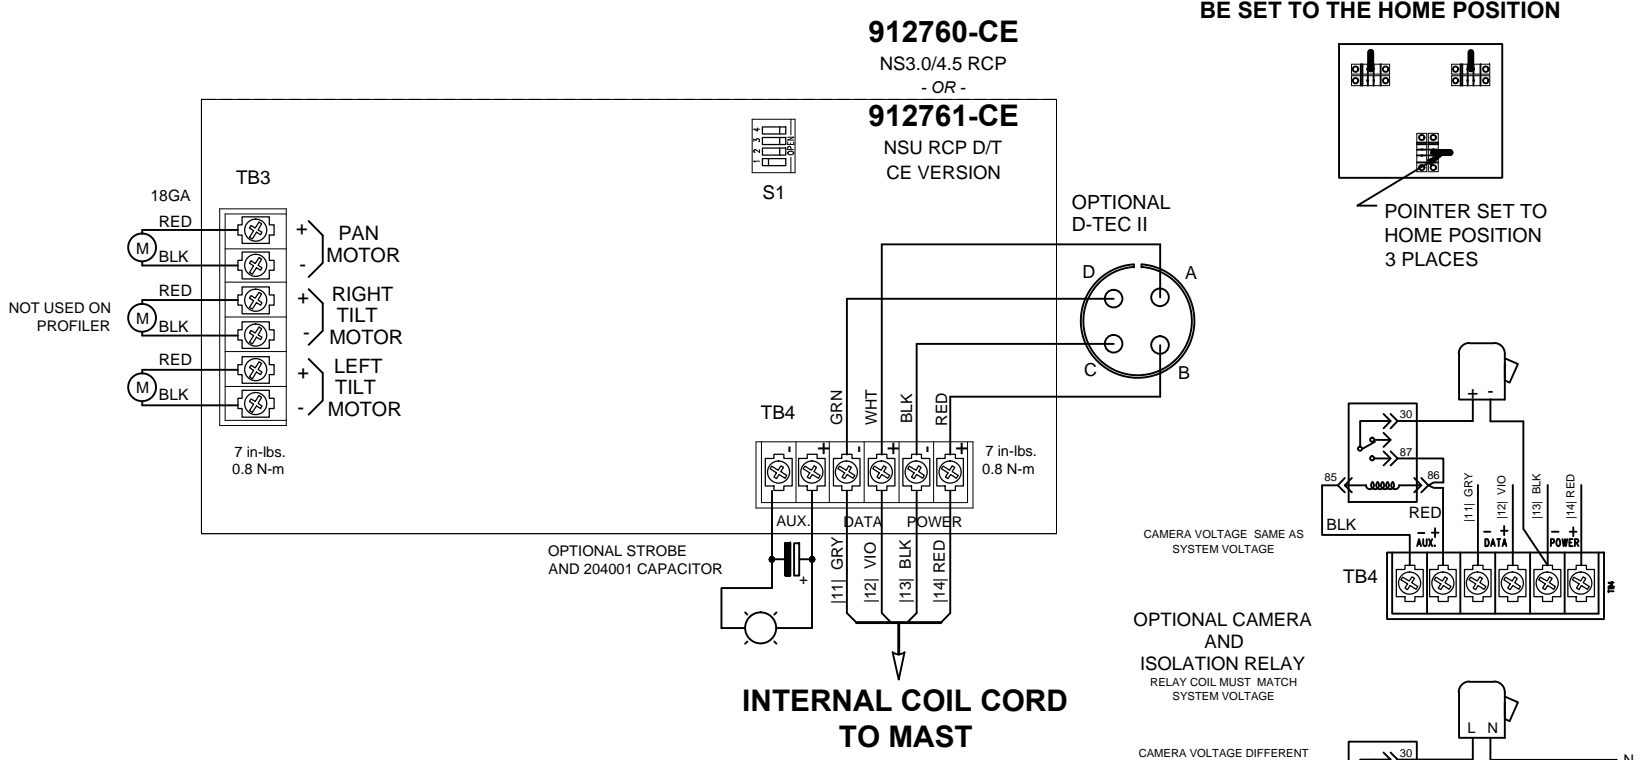 BE SET TO THE HOME POSITION
912760-CE
NS3.0/4.5 RCP
- OR -
912761-CE
NSU RCP D/T
CE VERSION
4
3
2
1
OPEN
S1
TB3
18GA
RED
BLK
+
-
PAN
MOTOR
NOT USED ON
PROFILER
M
RED
BLK
+
-
RIGHT
TILT
MOTOR
M
RED
BLK
+
-
LEFT
TILT
MOTOR
M
7 in-lbs.
0.8 N-m
OPTIONAL
D-TEC II
D
A
C
B
POINTER SET TO
HOME POSITION
3 PLACES
TB4
GRN
WHT
BLK
RED
- + - + - +
7 in-lbs.
0.8 N-m
AUX.
DATA
POWER
OPTIONAL STROBE
AND 204001 CAPACITOR
+
|11| GRY
|12| VIO
|13| BLK
|14| RED
INTERNAL COIL CORD
TO MAST
+ -
30
87
85
86
BLK
RED
|11| GRY
|12| VIO
|13| BLK
|14| RED
- + - + - +
AUX.
DATA
POWER
TB4
TB4
CAMERA VOLTAGE SAME AS
SYSTEM VOLTAGE
OPTIONAL CAMERA
AND
ISOLATION RELAY
RELAY COIL MUST MATCH
SYSTEM VOLTAGE
L N
CAMERA VOLTAGE DIFFERENT
30
N